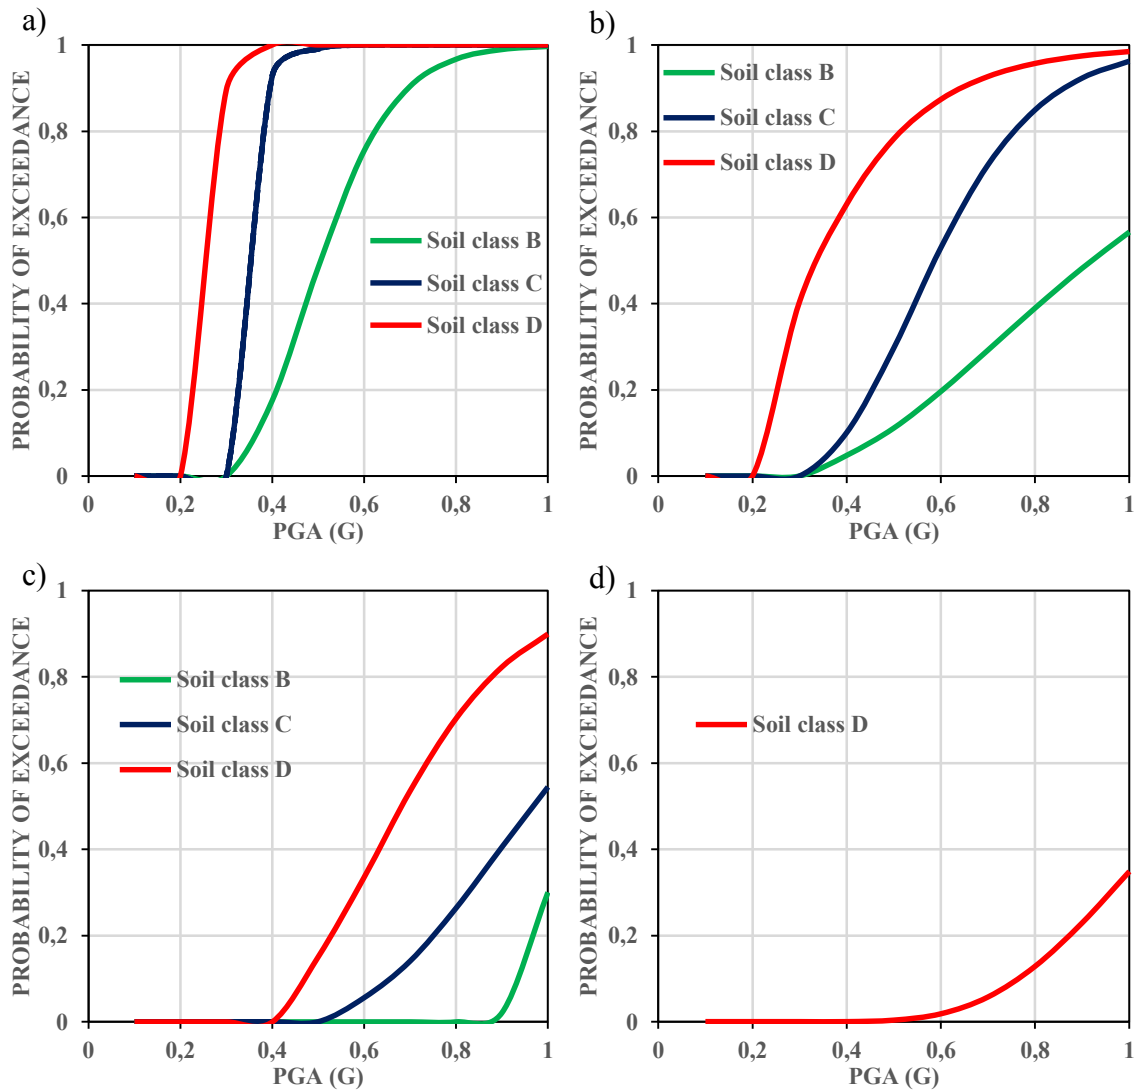 a)
PROBABILITY OF EXCEEDANCE
1
0,8
0,6
0,4
0,2
0
0 0,2 0,4 0,6 0,8 1
PGA (G)
Soil class B
Soil class C
Soil class D
b)
PROBABILITY OF EXCEEDANCE
1
0,8
0,6
0,4
0,2
0
0 0,2 0,4 0,6 0,8 1
PGA (G)
Soil class B
Soil class C
Soil class D
c)
PROBABILITY OF EXCEEDANCE
1
0,8
0,6
0,4
0,2
0
0 0,2 0,4 0,6 0,8 1
PGA (G)
Soil class B
Soil class C
Soil class D
d)
PROBABILITY OF EXCEEDANCE
1
0,8
0,6
0,4
0,2
0
0 0,2 0,4 0,6 0,8 1
PGA (G)
Soil class D